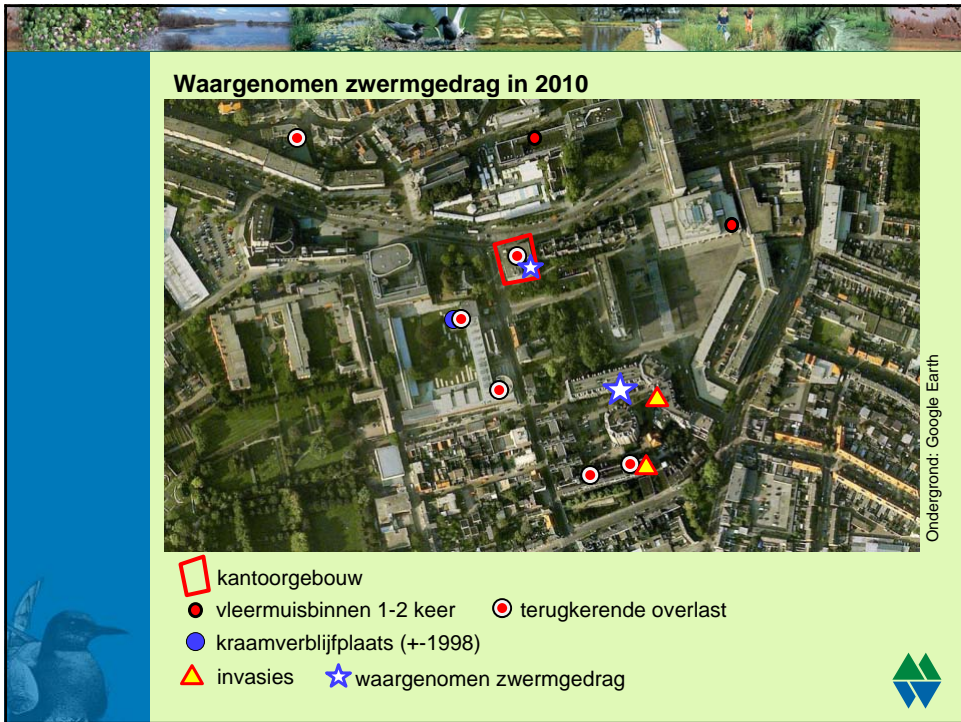 Waargenomen zwermgedrag in 2010
Ondergrond: Google Earth
kantoorgebouw
vleermuisbinnen 1-2 keer
terugkerende overlast
kraamverblijfplaats (+-1998)
invasies
waargenomen zwermgedrag